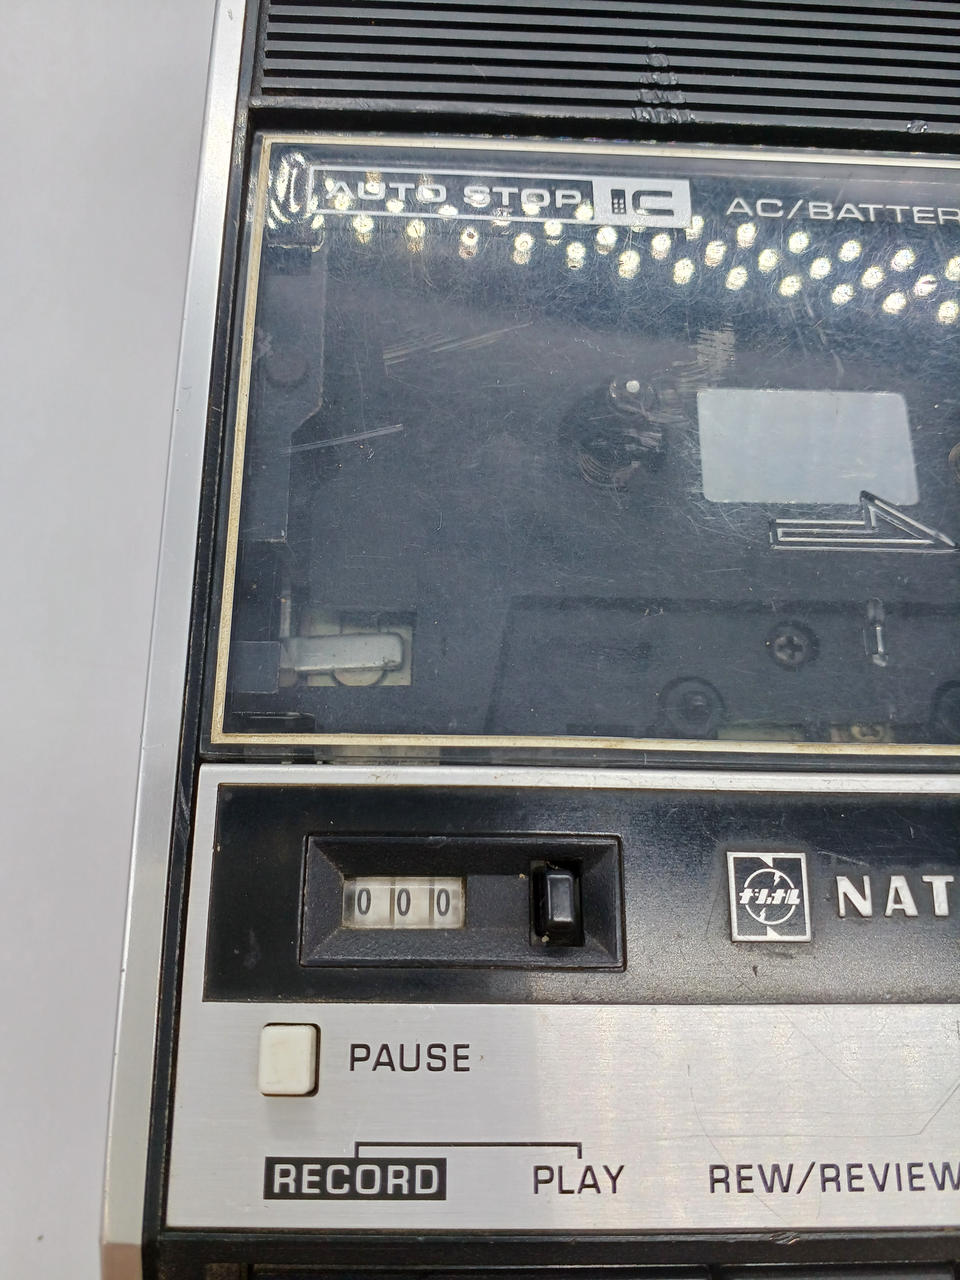 AUTO STOP IC
AC/BATTER
000
ナショナル
NAT
PAUSE
RECORD PLAY REW/REVIEW